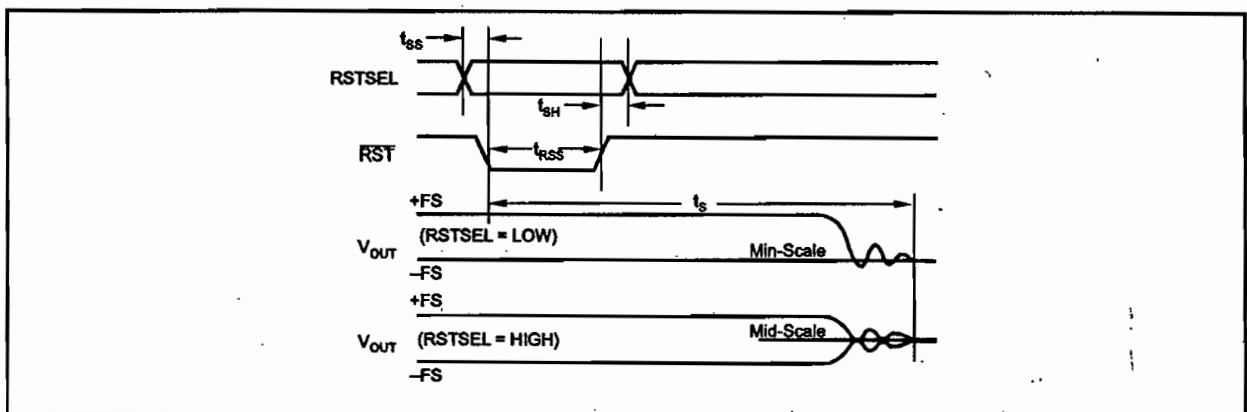 tSS
RSTSEL
tSH
RST
tRSS
+FS
tS
(RSTSEL = LOW)
VOUT
Min-Scale
–FS
+FS
Mid-Scale
VOUT
(RSTSEL = HIGH)
–FS